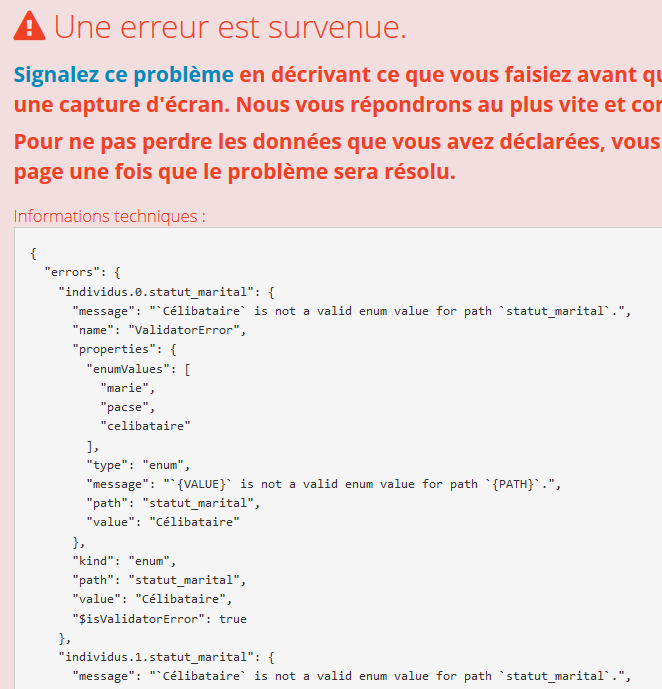 Une erreur est survenue.
Signalez ce problème en décrivant ce que vous faisiez avant qu
une capture d'écran. Nous vous répondrons au plus vite et cor
Pour ne pas perdre les données que vous avez déclarées, vous
page une fois que le problème sera résolu.
Informations techniques :
{
"errors": {
"individus.0.statut_marital": {
"message": "`Célibataire` is not a valid enum value for path `statut_marital`.",
"name": "ValidatorError",
"properties": {
"enumValues": [
"marie",
"pacse",
"celibataire"
],
"type": "enum",
"message": "`{VALUE}` is not a valid enum value for path `{PATH}`.",
"path": "statut_marital",
"value": "Célibataire"
},
"kind": "enum",
"path": "statut_marital",
"value": "Célibataire",
"$isValidatorError": true
},
"individus.1.statut_marital": {
"message": "`Célibataire` is not a valid enum value for path `statut_marital`.",